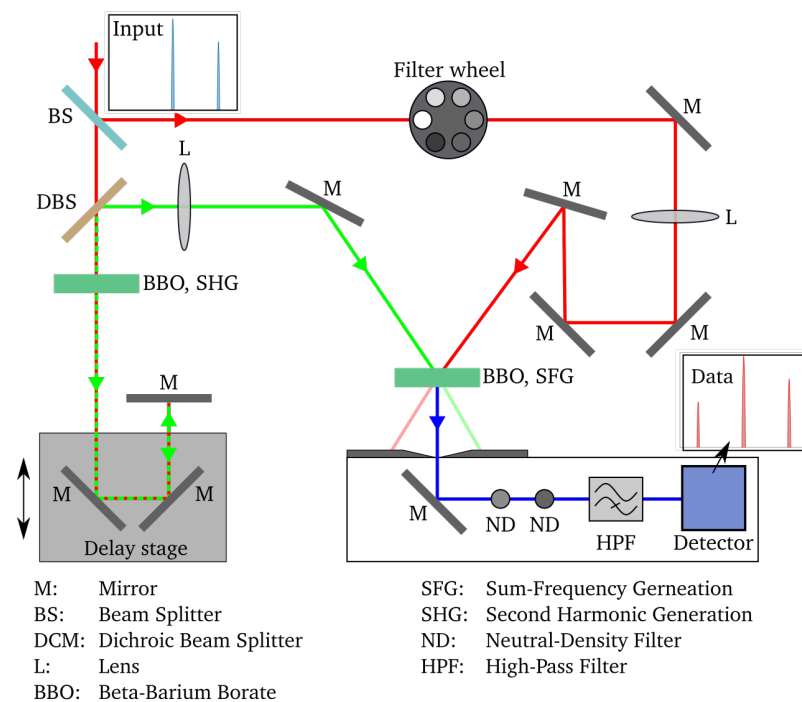 Input
Filter wheel
M
BS
L
DBS
M
M
L
BBO, SHG
M
M
BBO, SFG
M
Data
M
M
M
ND
ND
HPF
Detector
Delay stage
M: Mirror
BS: Beam Splitter
DCM: Dichroic Beam Splitter
L: Lens
BBO: Beta-Barium Borate
SFG: Sum-Frequency Gerneation
SHG: Second Harmonic Generation
ND: Neutral-Density Filter
HPF: High-Pass Filter